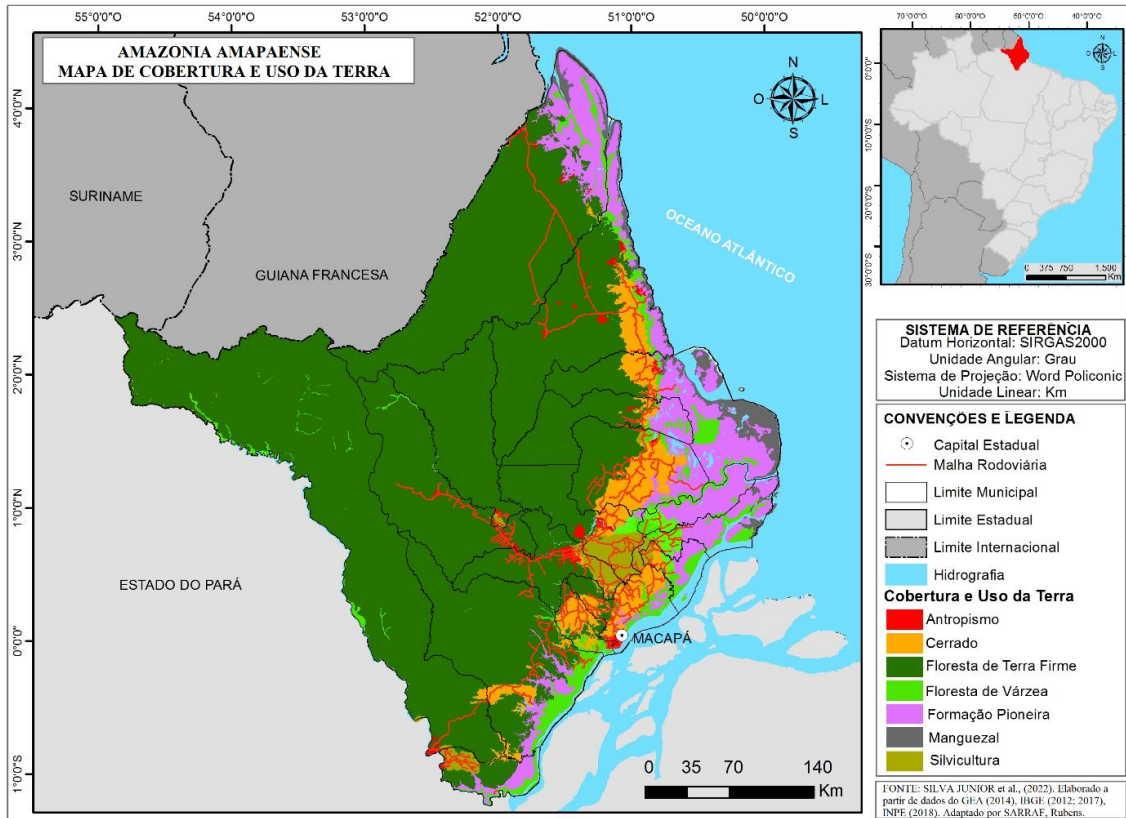 AMAZONIA AMAPAENSE
MAPA DE COBERTURA E USO DA TERRA
55°0'0"O
54°0'0"O
53°0'0"O
52°0'0"O
51°0'0"O
50°0'0"O
4°0'0"N
3°0'0"N
2°0'0"N
1°0'0"N
0°0'0"
1°0'0"S
SURINAME
GUIANA FRANCESA
OCEANO ATLÂNTICO
ESTADO DO PARÁ
MACAPÁ
N
O
L
S
0 35 70 140
Km
70°0'0"O
60°0'0"O
50°0'0"O
40°0'0"O
0°0'0"
10°0'0"S
20°0'0"S
30°0'0"S
N
O
L
S
0 375 750 1.500
Km
SISTEMA DE REFERÊNCIA
Datum Horizontal: SIRGAS2000
Unidade Angular: Grau
Sistema de Projeção: Word Policonic
Unidade Linear: Km
CONVENÇÕES E LEGENDA
Capital Estadual
Malha Rodoviária
Limite Municipal
Limite Estadual
Limite Internacional
Hidrografia
Cobertura e Uso da Terra
Antropismo
Cerrado
Floresta de Terra Firme
Floresta de Várzea
Formação Pioneira
Manguezal
Silvicultura
FONTE: SILVA JUNIOR et al., (2022). Elaborado a
partir de dados do GEA (2014), IBGE (2012; 2017),
INPE (2018). Adaptado por SARRAF, Rubens.